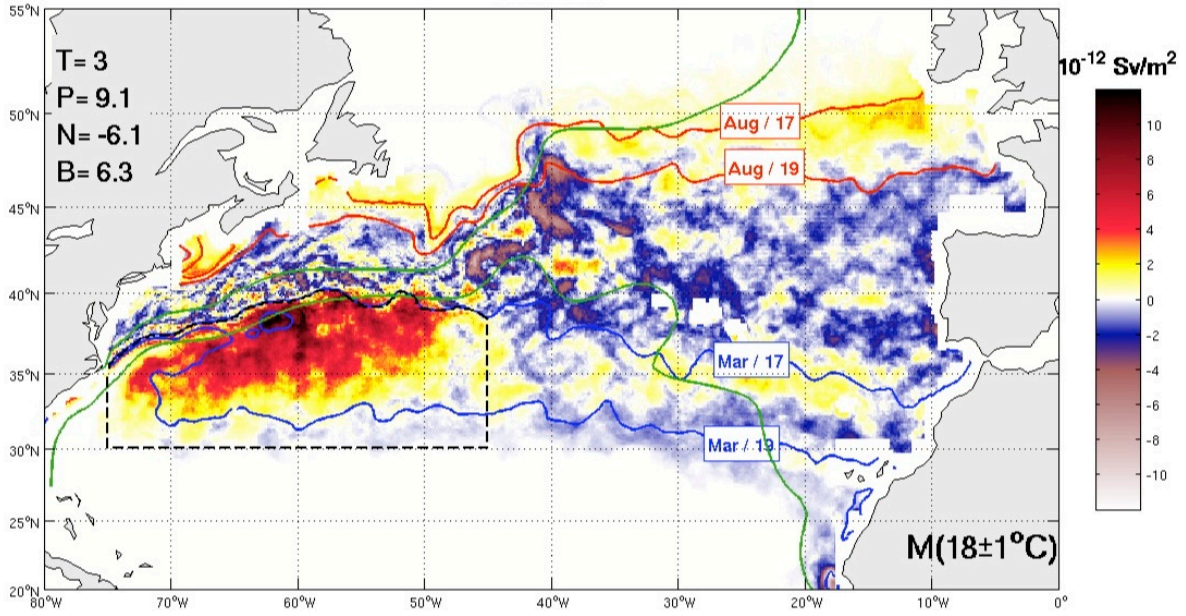 55°N
T= 3
P= 9.1
N= -6.1
B= 6.3
10⁻¹² Sv/m²
50°N
Aug / 17
10
8
Aug / 19
6
45°N
4
2
40°N
0
-2
Mar / 17
-4
35°N
-6
Mar / 19
-8
30°N
-10
25°N
M(18±1°C)
20°N
80°W
70°W
60°W
50°W
40°W
30°W
20°W
10°W
0°